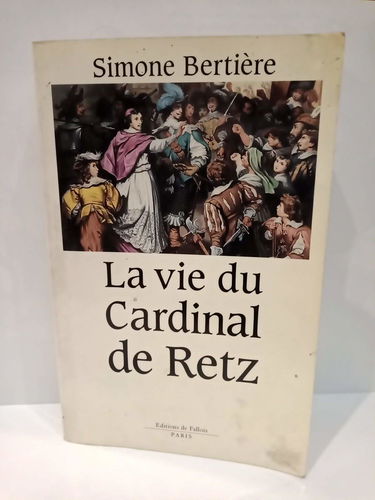 Simone Bertière
La vie du
Cardinal
de Retz
Editions de Fallois
PARIS